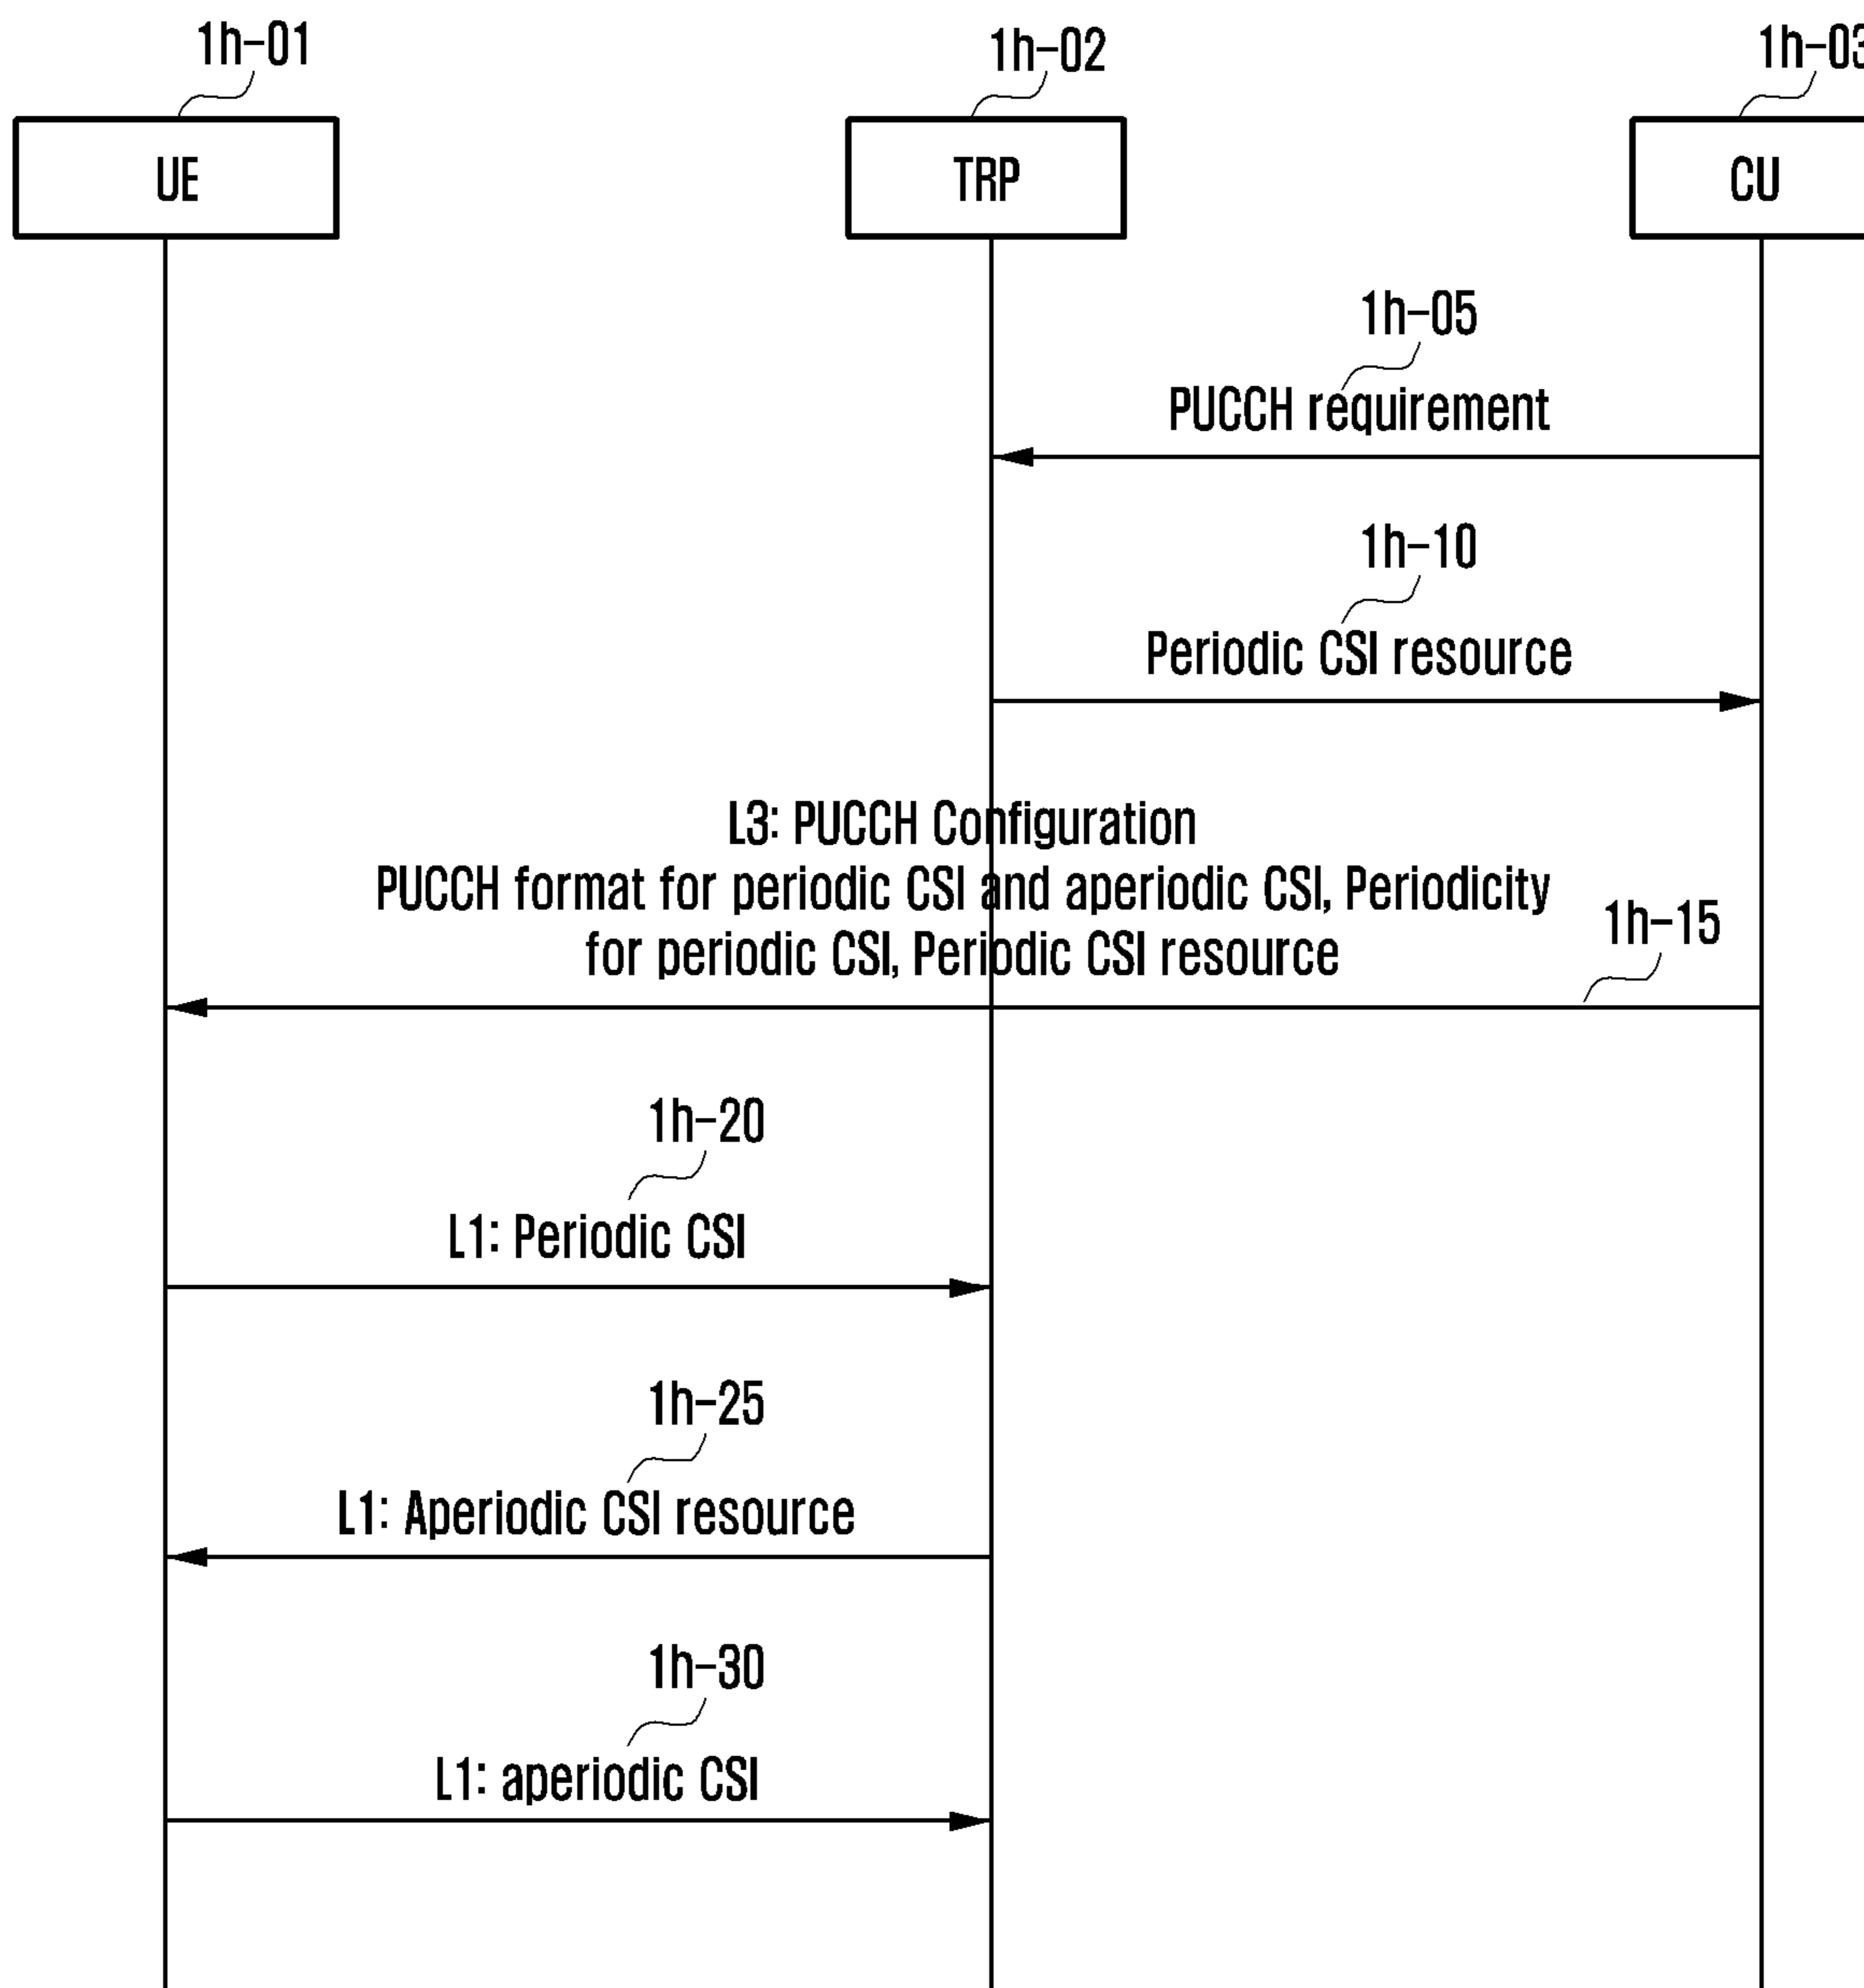 1h-01
1h-02
1h-03
UE
TRP
CU
1h-05
PUCCH requirement
1h-10
Periodic CSI resource
L3: PUCCH Configuration
PUCCH format for periodic CSI and aperiodic CSI, Periodicity
for periodic CSI, Periodic CSI resource
1h-15
1h-20
L1: Periodic CSI
1h-25
L1: Aperiodic CSI resource
1h-30
L1: aperiodic CSI